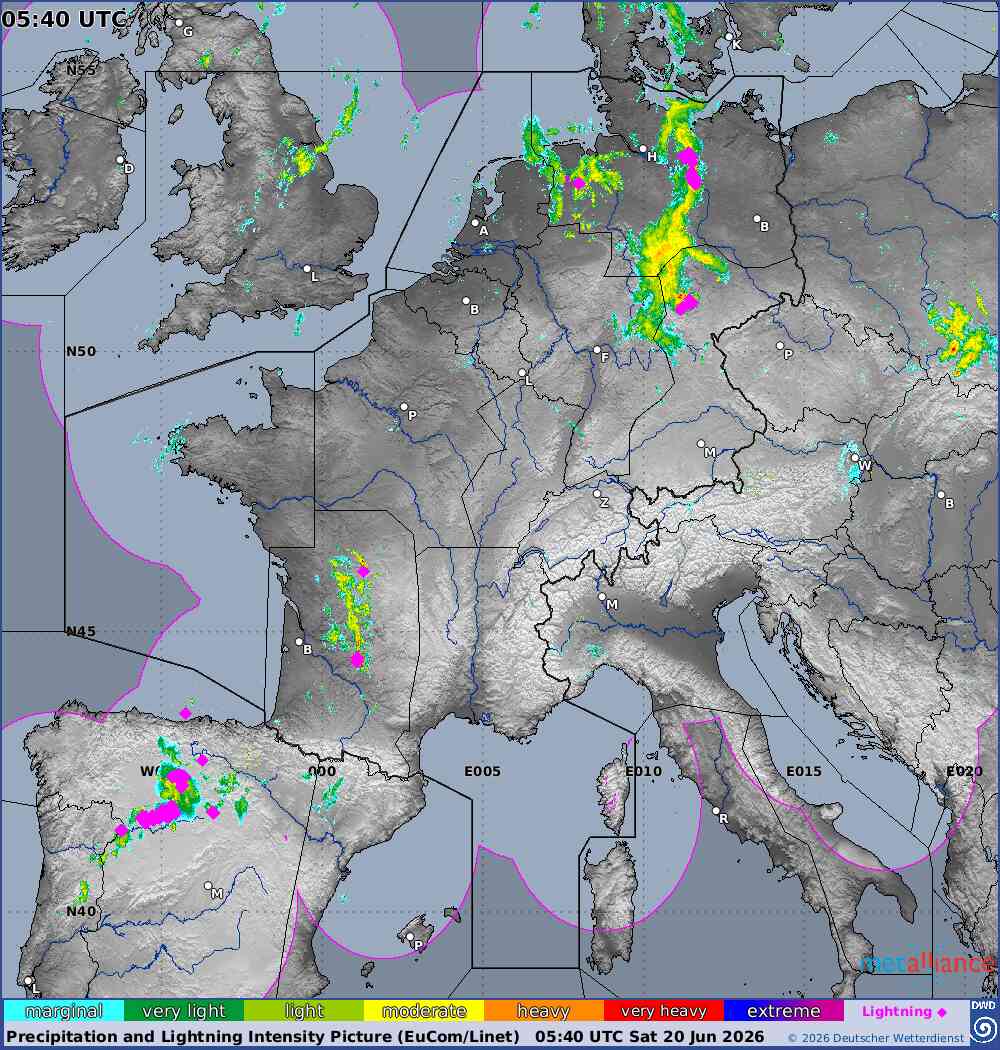 05:40 UTC
G
K
N55
H
D
A
B
L
B
N50
P
F
L
P
M
W
Z
B
M
N45
B
W0
000
E005
E010
E015
E020
R
M
N40
P
L
metalliance
marginal
very light
light
moderate
heavy
very heavy
extreme
Lightning
DWD
Precipitation and Lightning Intensity Picture (EuCom/Linet) 05:40 UTC Sat 20 Jun 2026 © 2026 Deutscher Wetterdienst